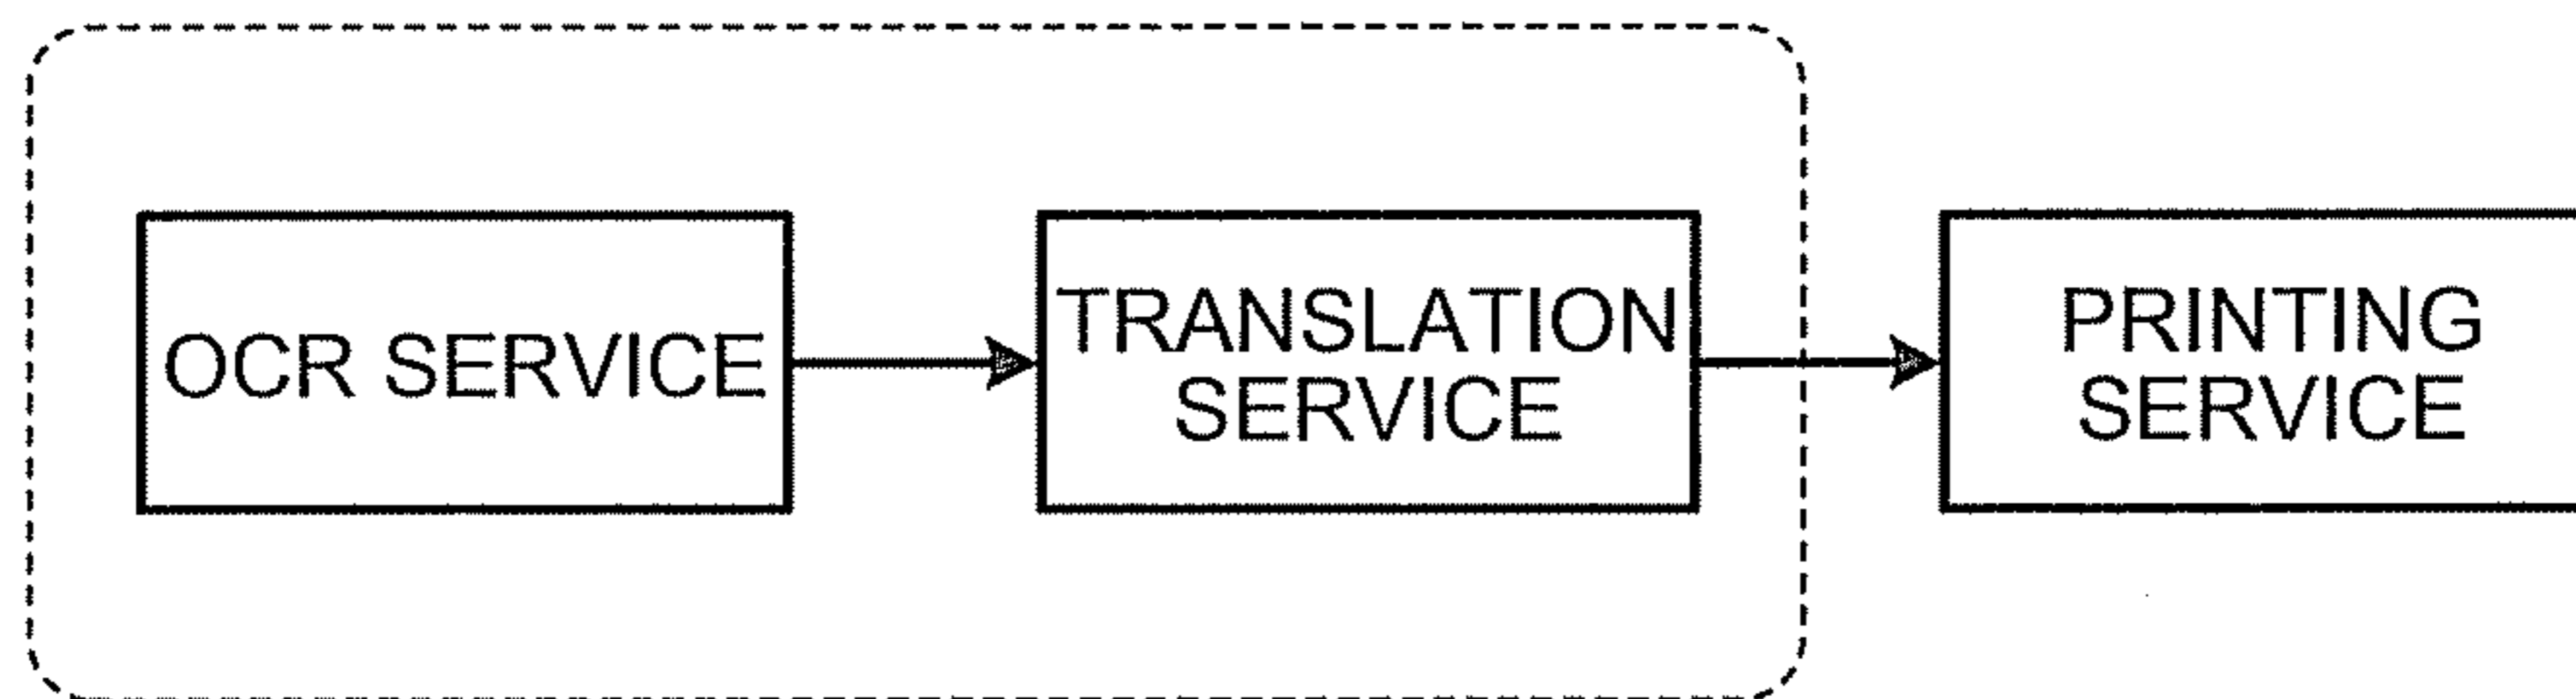 OCR SERVICE
TRANSLATION
SERVICE
PRINTING
SERVICE